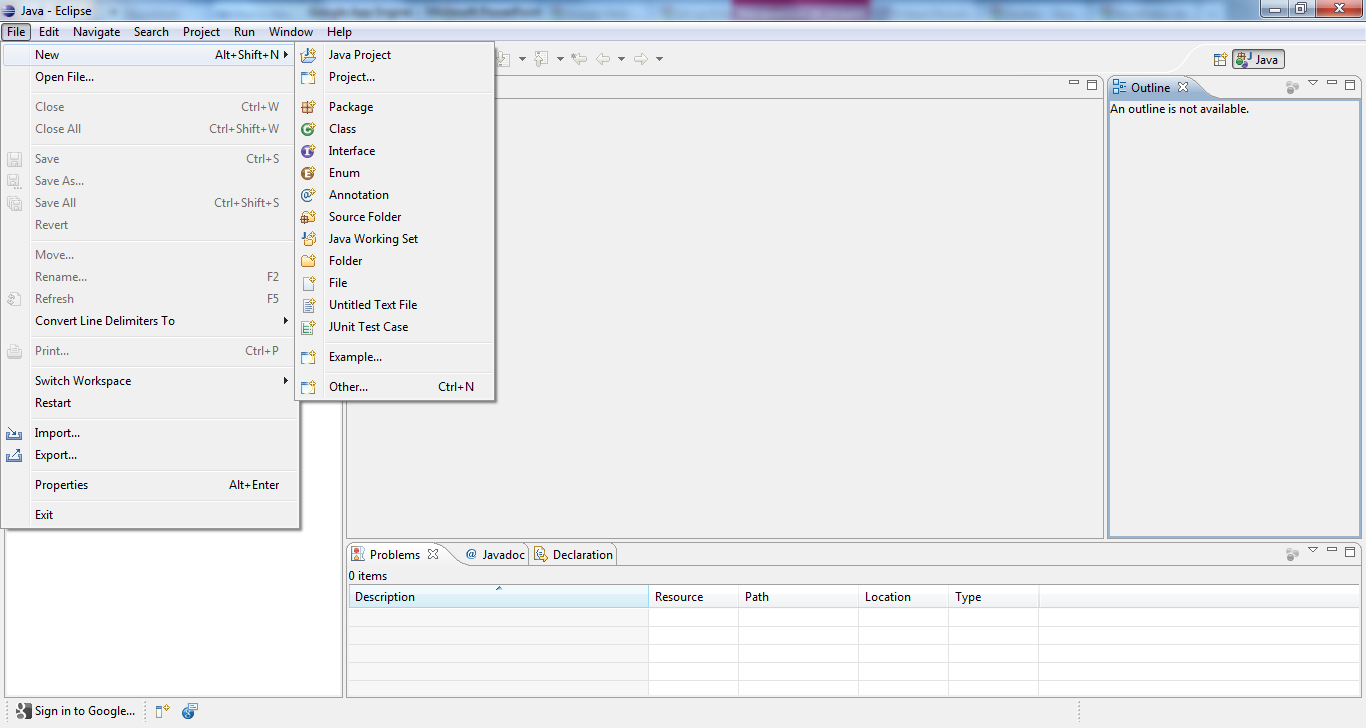 Java - Eclipse
File Edit Navigate Search Project Run Window Help
New Alt+Shift+N
Open File...
Close Ctrl+W
Close All Ctrl+Shift+W
Save Ctrl+S
Save As...
Save All Ctrl+Shift+S
Revert
Move...
Rename... F2
Refresh F5
Convert Line Delimiters To
Print... Ctrl+P
Switch Workspace
Restart
Import...
Export...
Properties Alt+Enter
Exit
Java Project
Project...
Package
Class
Interface
Enum
Annotation
Source Folder
Java Working Set
Folder
File
Untitled Text File
JUnit Test Case
Example...
Other... Ctrl+N
Java
Outline
An outline is not available.
Problems Javadoc Declaration
0 items
Description Resource Path Location Type
Sign in to Google...